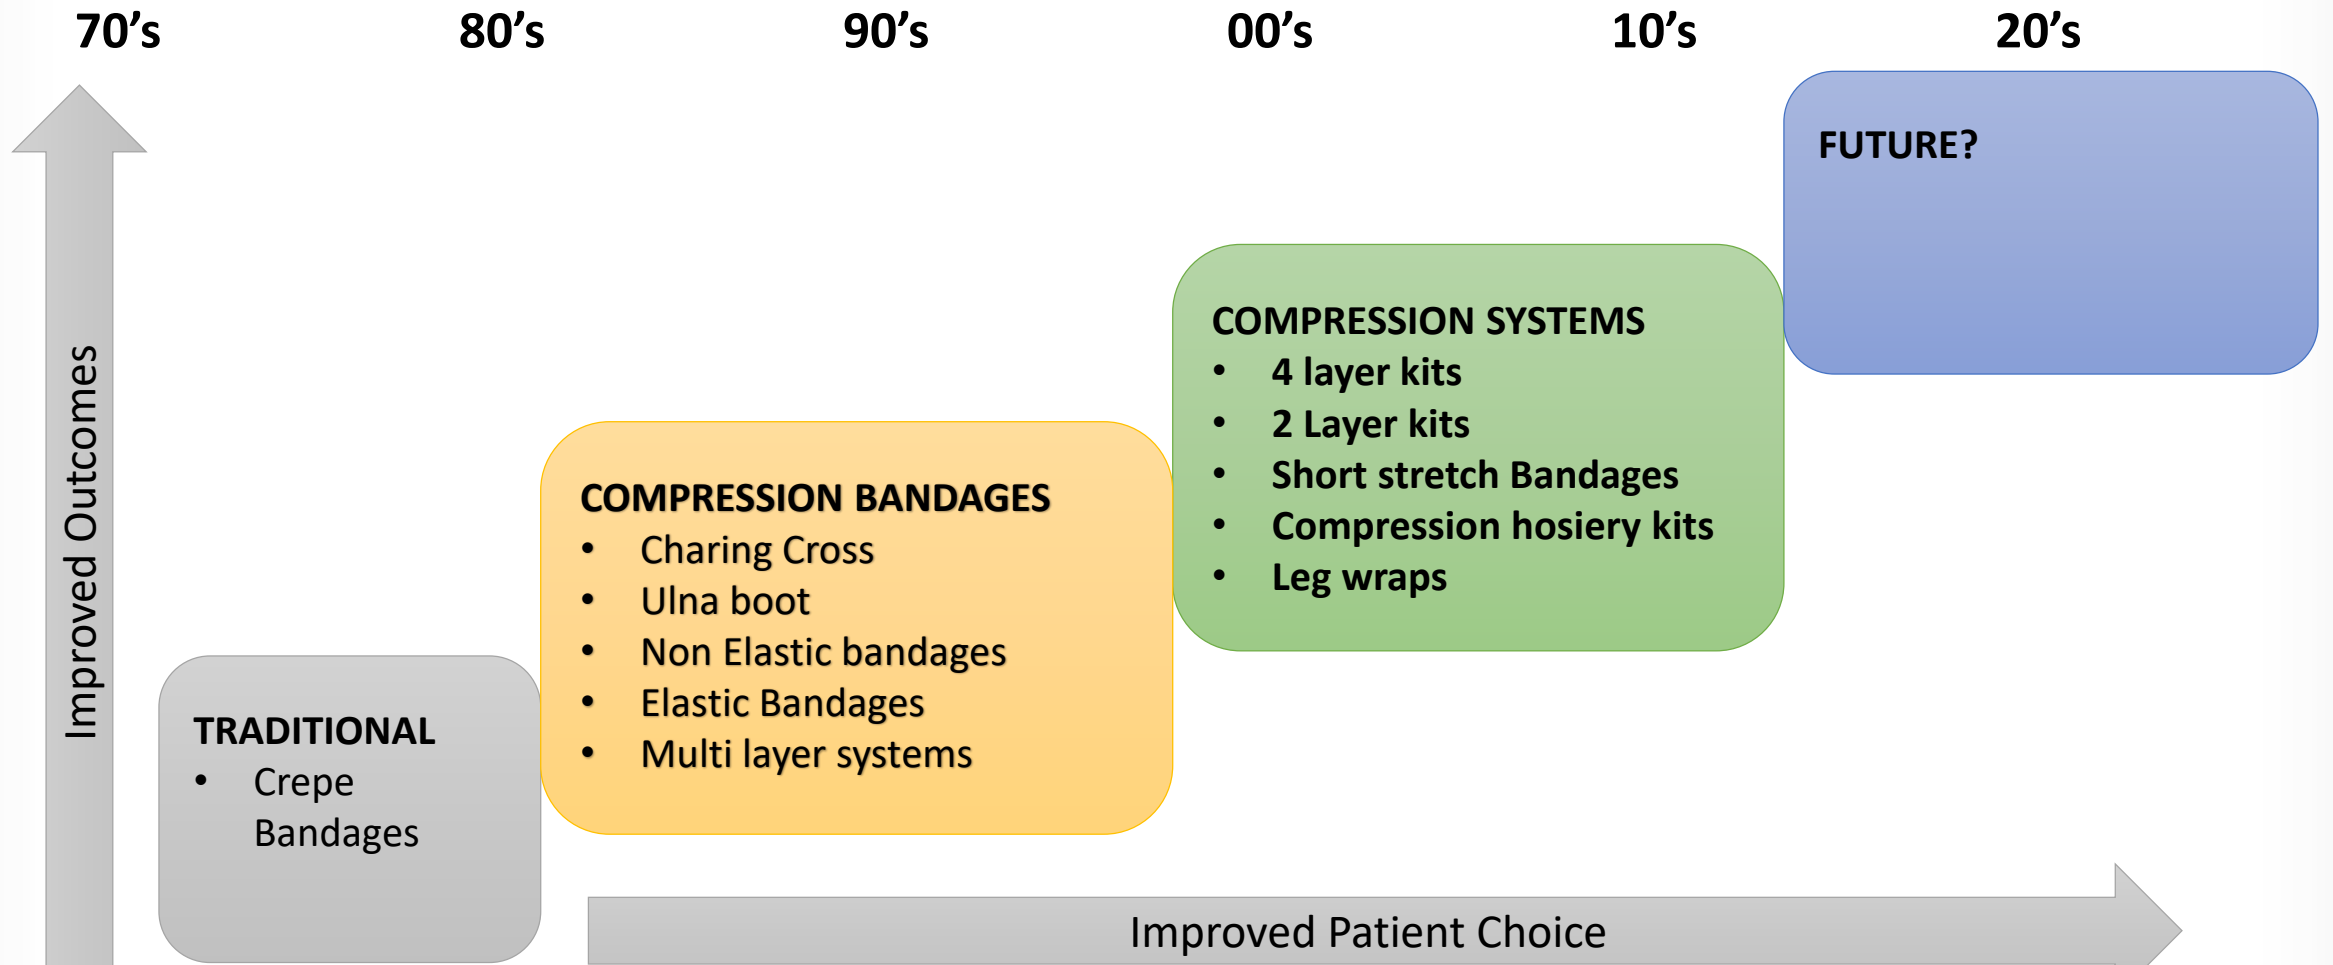 70’s 80’s 90’s 00’s 10’s 20’s
Improved Outcomes
TRADITIONAL
• Crepe
Bandages
COMPRESSION BANDAGES
• Charing Cross
• Ulna boot
• Non Elastic bandages
• Elastic Bandages
• Multi layer systems
COMPRESSION SYSTEMS
• 4 layer kits
• 2 Layer kits
• Short stretch Bandages
• Compression hosiery kits
• Leg wraps
FUTURE?
Improved Patient Choice